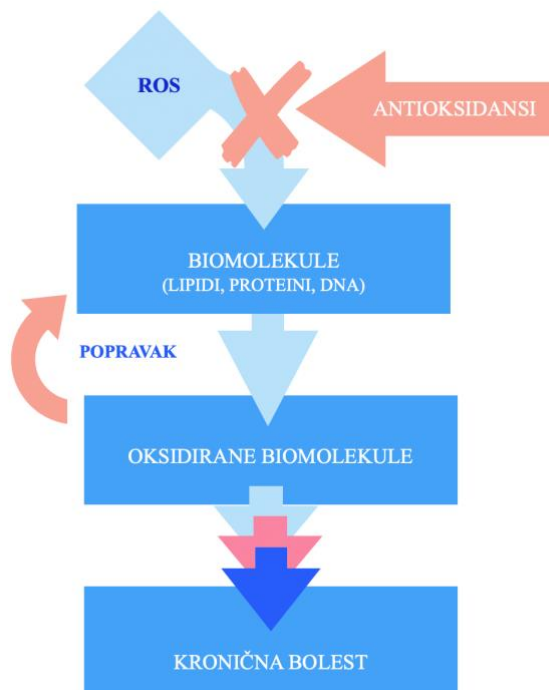 ROS
ANTIOKSIDANSI
BIOMOLEKULE
(LIPIDI, PROTEINI, DNA)
POPRAVAK
OKSIDIRANE BIOMOLEKULE
KRONIČNA BOLEST